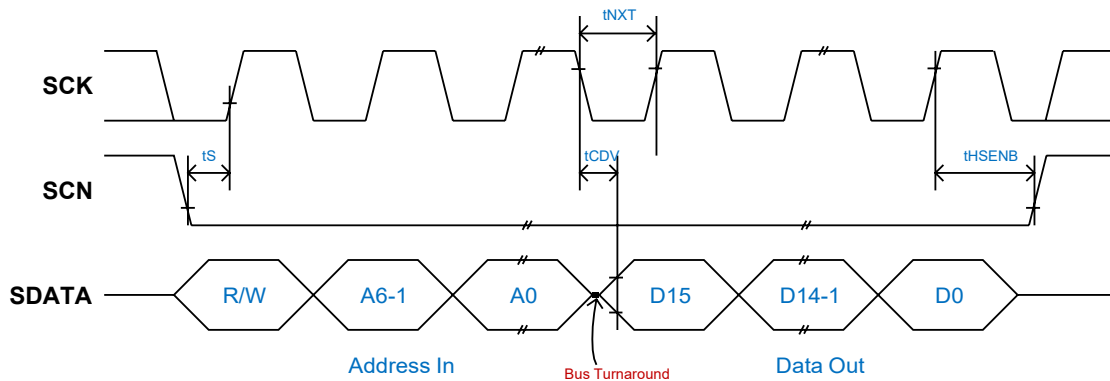 tNXT
SCK
tS
tCDV
tHSENB
SCN
SDATA
R/W
A6-1
A0
D15
D14-1
D0
Address In
Bus Turnaround
Data Out